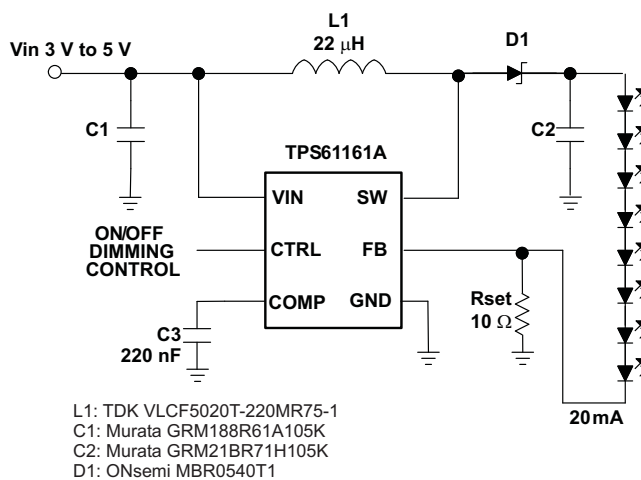 L1
22 μH
D1
Vin 3 V to 5 V
C1
C2
TPS61161A
VIN
SW
ON/OFF
DIMMING
CONTROL
CTRL
FB
COMP
GND
Rset
10 Ω
C3
220 nF
20mA
L1: TDK VLCF5020T-220MR75-1
C1: Murata GRM188R61A105K
C2: Murata GRM21BR71H105K
D1: ONsemi MBR0540T1